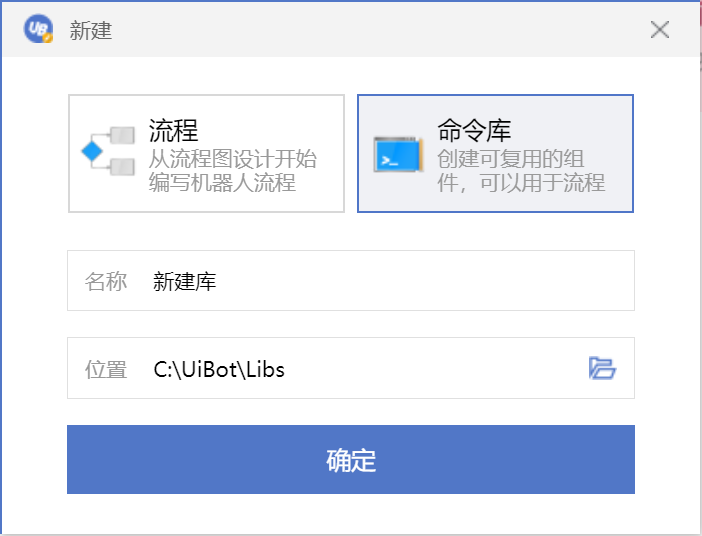 UB 新建
流程
从流程图设计开始
编写机器人流程
命令库
创建可复用的组
件，可以用于流程
名称 新建库
位置 C:\UiBot\Libs
确定